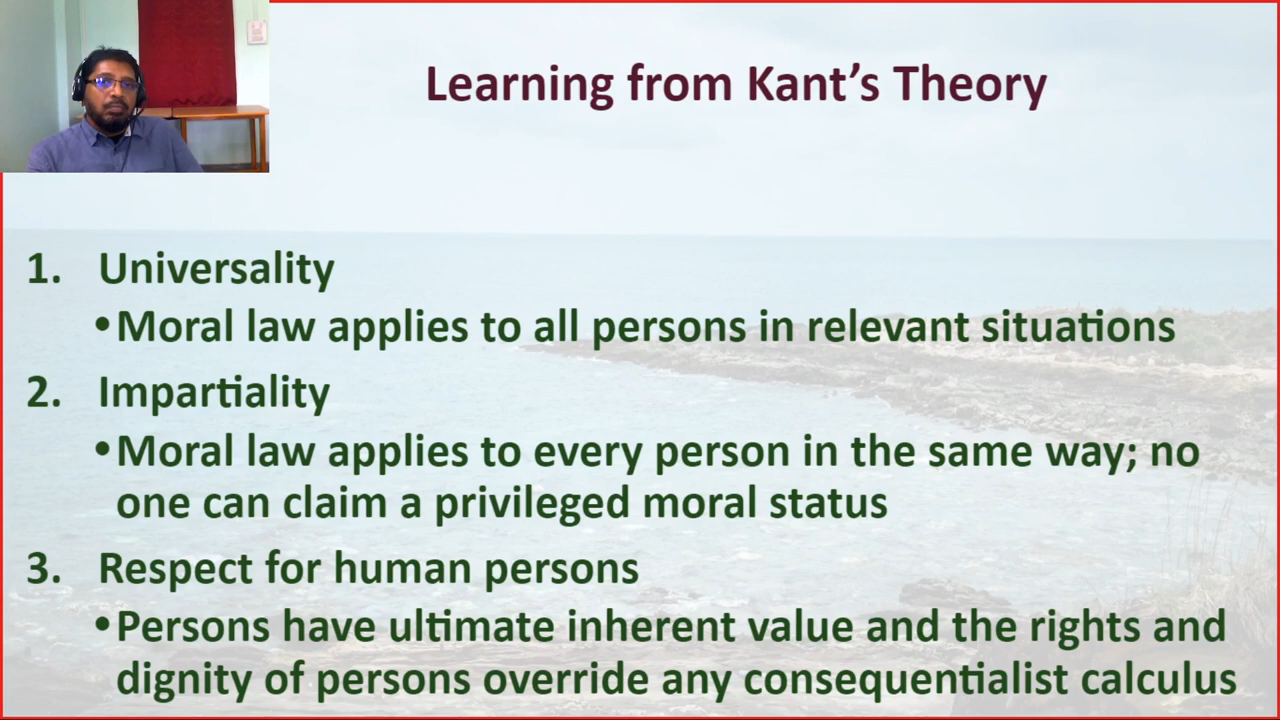 Learning from Kant’s Theory
1. Universality
•Moral law applies to all persons in relevant situations
2. Impartiality
•Moral law applies to every person in the same way; no
one can claim a privileged moral status
3. Respect for human persons
•Persons have ultimate inherent value and the rights and
dignity of persons override any consequentialist calculus